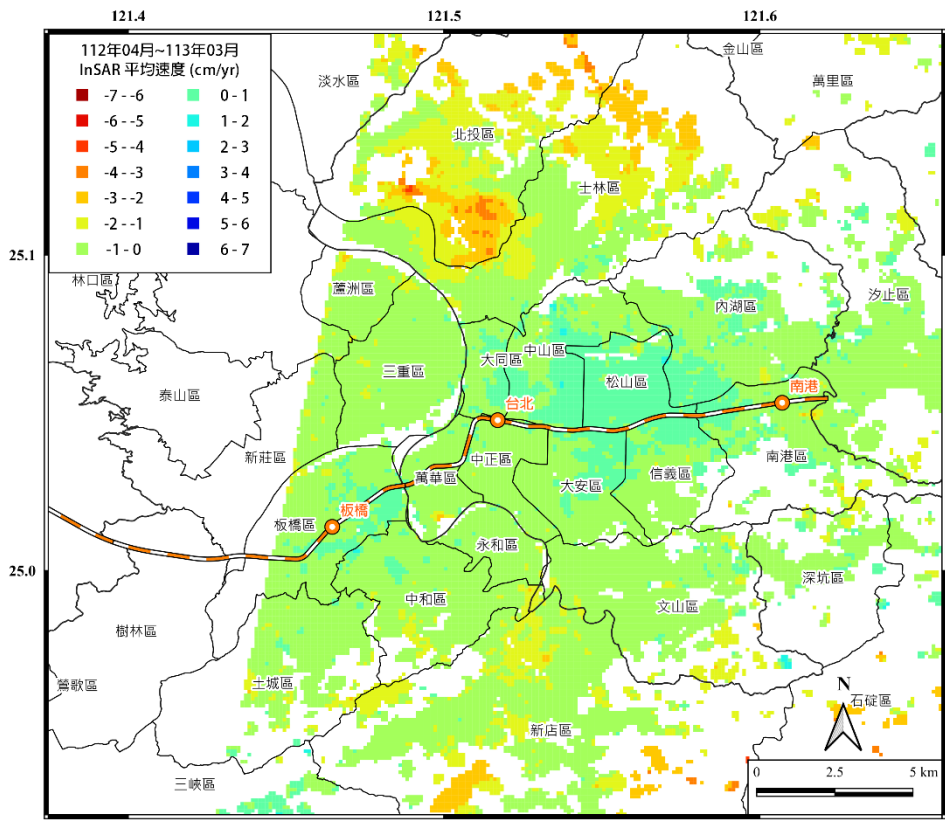 121.4
121.5
121.6
112年04月~113年03月
InSAR 平均速度 (cm/yr)
-7 - -6
0 - 1
-6 - -5
1 - 2
-5 - -4
2 - 3
-4 - -3
3 - 4
-3 - -2
4 - 5
-2 - -1
5 - 6
-1 - 0
6 - 7
淡水區
金山區
萬里區
北投區
士林區
25.1
林口區
蘆洲區
內湖區
汐止區
大同區
中山區
三重區
松山區
泰山區
南港
台北
新莊區
中正區
萬華區
信義區
南港區
大安區
板橋
板橋區
永和區
25.0
深坑區
中和區
文山區
樹林區
鶯歌區
土城區
N
石碇區
新店區
三峽區
0
2.5
5 km